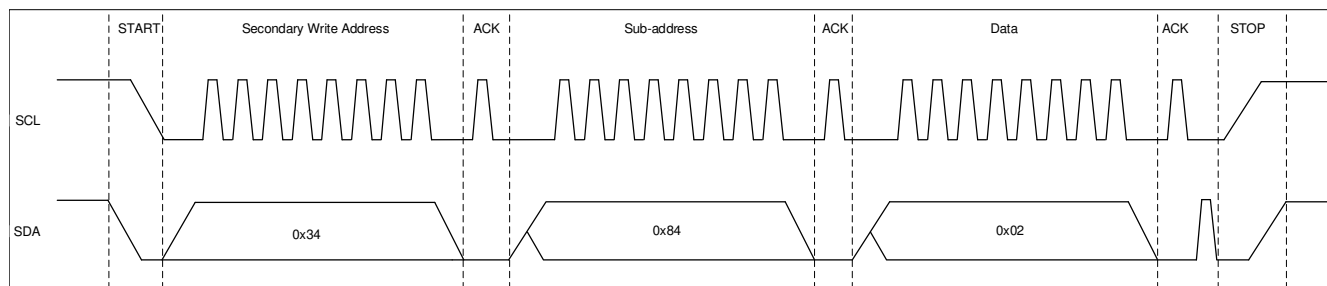 START Secondary Write Address ACK Sub-address ACK Data ACK STOP
SCL
SDA 0x34 0x84 0x02